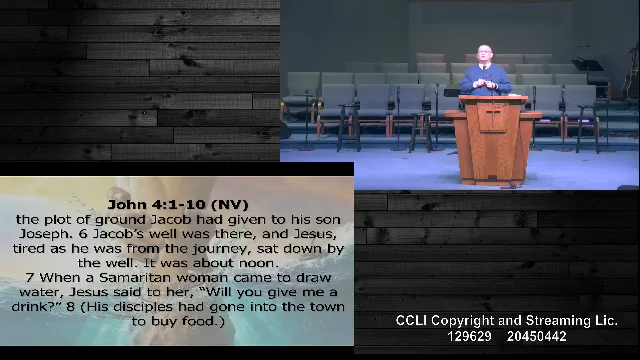 John 4:1-10 (NV)
the plot of ground Jacob had given to his son
Joseph. 6 Jacob's well was there, and Jesus,
tired as he was from the journey, sat down by
the well. It was about noon.
7 When a Samaritan woman came to draw
water, Jesus said to her, “Will you give me a
drink?” 8 (His disciples had gone into the town
to buy food.)
CCLI Copyright and Streaming Lic.
129629 20450442